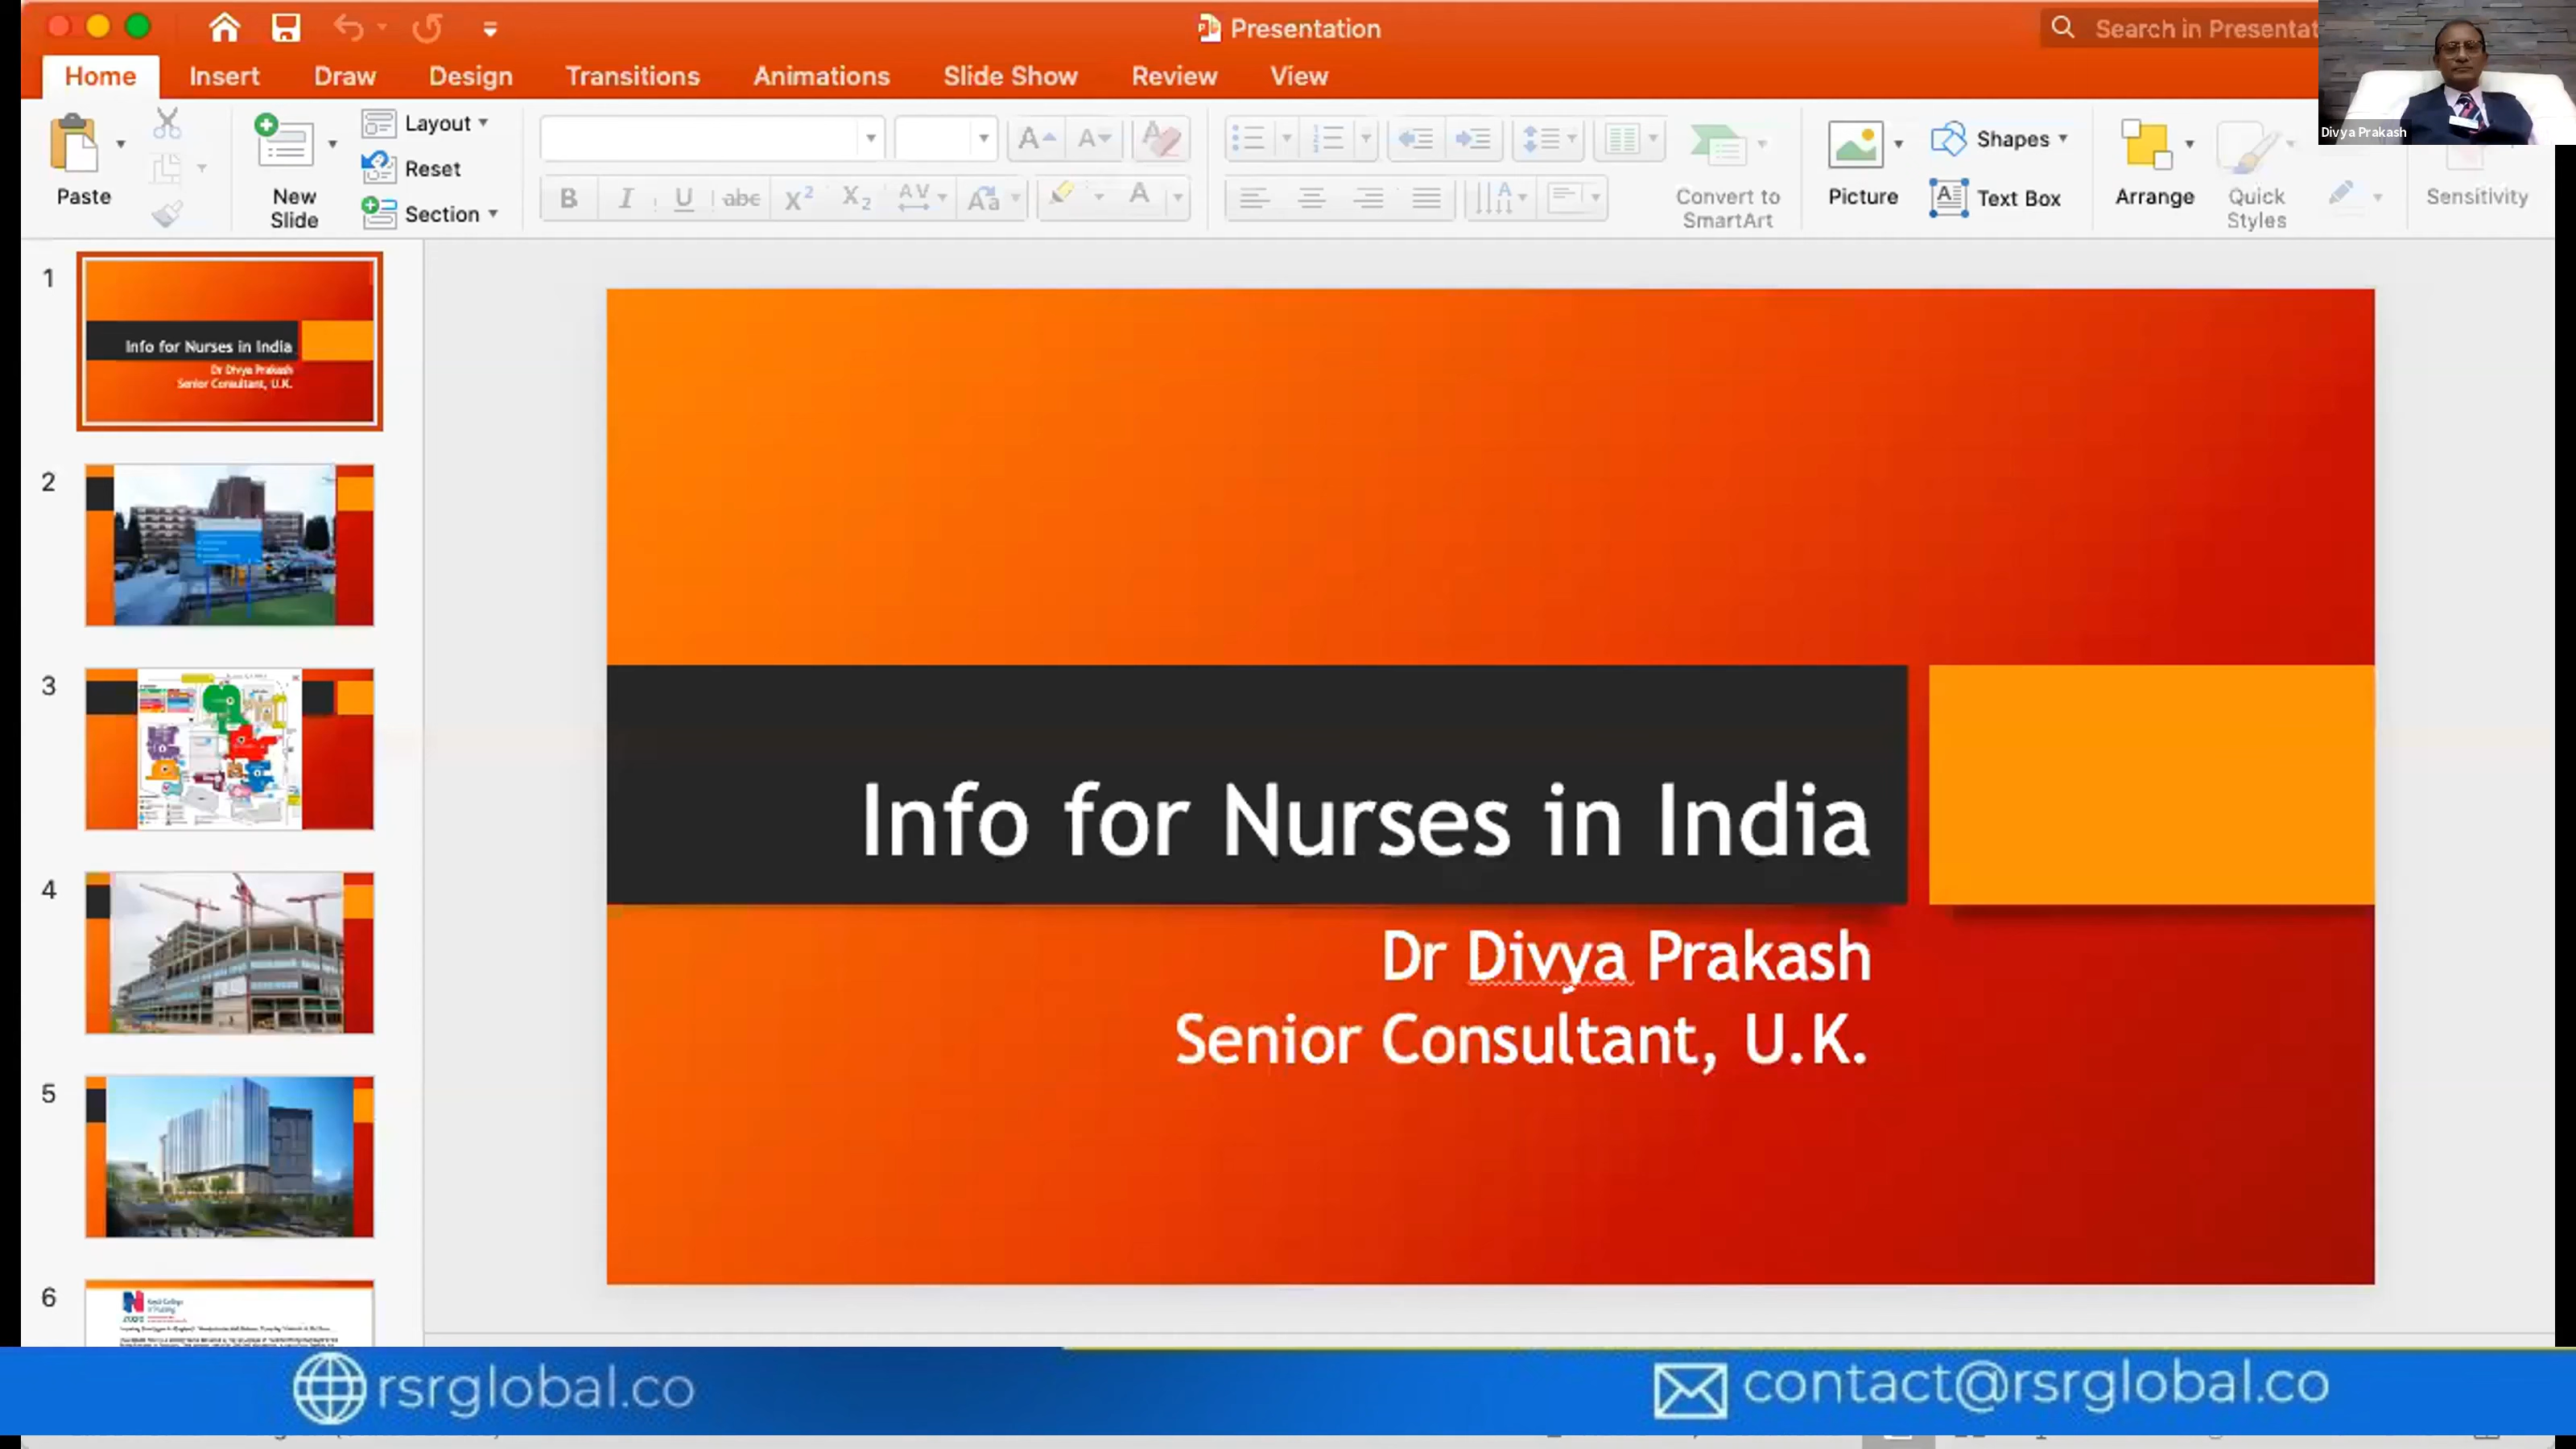 Presentation
Search in Presentat
Home Insert Draw Design Transitions Animations Slide Show Review View
Divya Prakash
Paste
New
Slide
Layout
Reset
Section
Convert to
SmartArt
Picture
Shapes
Text Box
Arrange
Quick
Styles
Sensitivity
1
Info for Nurses in India
Dr Divya Prakash
Senior Consultant, U.K.
2
3
4
5
6
Info for Nurses in India
Dr Divya Prakash
Senior Consultant, U.K.
rsrglobal.co
contact@rsrglobal.co